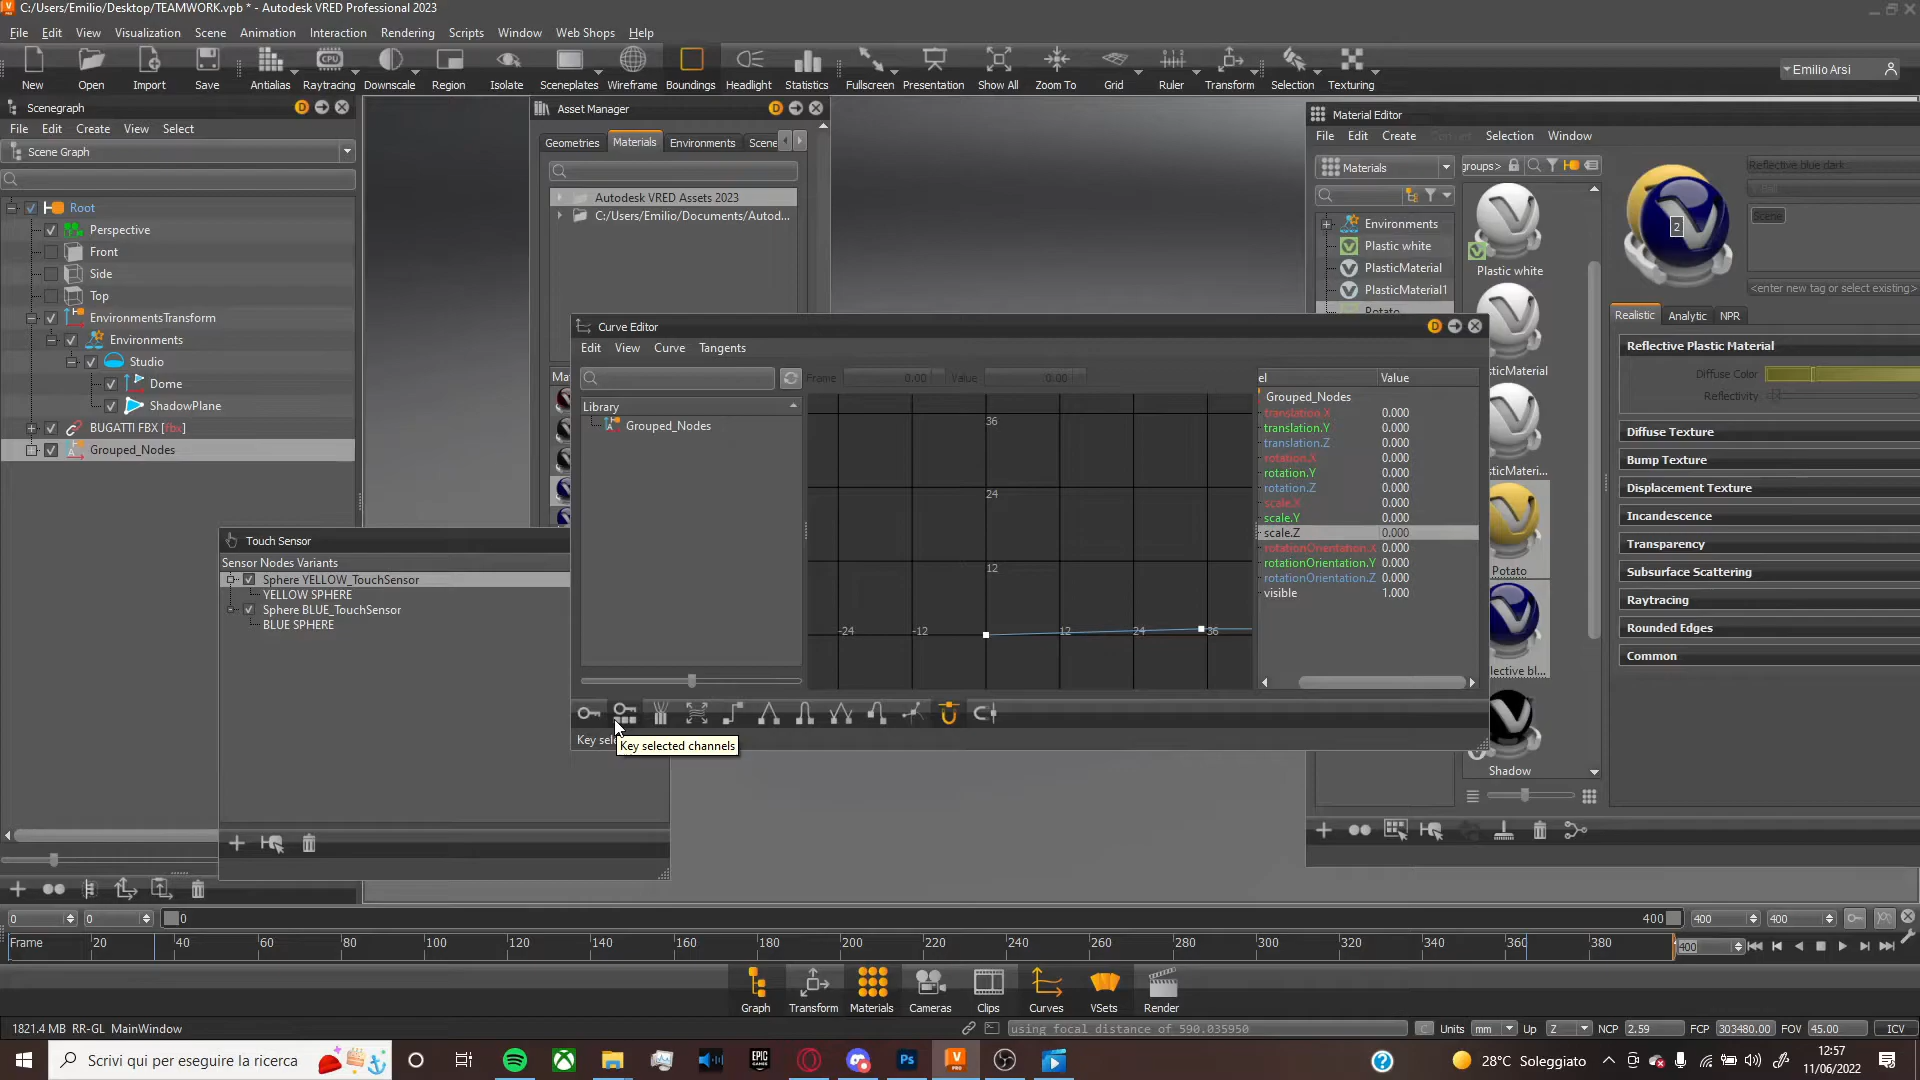 C:/Users/Emilio/Desktop/TEAMWORK.vpb * - Autodesk VRED Professional 2023
File Edit View Visualization Scene Animation Interaction Rendering Scripts Window Web Shops Help
New Open Import Save Antialias Raytracing Downscale Region Isolate Sceneplates Wireframe Boundings Headlight Statistics Fullscreen Presentation Show All Zoom To Grid Ruler Transform Selection Texturing
CPU
Emilio Arsi
Scenegraph
File Edit Create View Select
Scene Graph
Root
Perspective
Front
Side
Top
EnvironmentsTransform
Environments
Studio
Dome
ShadowPlane
BUGATTI FBX [fbx]
Grouped_Nodes
Asset Manager
Geometries Materials Environments Scene
Autodesk VRED Assets 2023
C:/Users/Emilio/Documents/Autod...
Touch Sensor
Sensor Nodes Variants
Sphere YELLOW_TouchSensor
YELLOW SPHERE
Sphere BLUE_TouchSensor
BLUE SPHERE
Curve Editor
Edit View Curve Tangents
Frame 0.00 Value 0.00
Library
Grouped_Nodes
36
24
12
-24 -12 12 24 36
el Value
Grouped_Nodes
translation.X 0.000
translation.Y 0.000
translation.Z 0.000
rotation.X 0.000
rotation.Y 0.000
rotation.Z 0.000
scale.X 0.000
scale.Y 0.000
scale.Z 0.000
rotationOrientation.X 0.000
rotationOrientation.Y 0.000
rotationOrientation.Z 0.000
visible 1.000
Key sele
Key selected channels
Material Editor
File Edit Create Selection Window
Materials
groups>
Environments
Plastic white
PlasticMaterial
PlasticMaterial1
Potato
Plastic white
sticMaterial
sticMateri...
Potato
lective bl...
Shadow
2
Reflective blue dark
Scene
<enter new tag or select existing>
Realistic Analytic NPR
Reflective Plastic Material
Diffuse Color
Reflectivity
Diffuse Texture
Bump Texture
Displacement Texture
Incandescence
Transparency
Subsurface Scattering
Raytracing
Rounded Edges
Common
0 0 0 400 400 400
Frame 20 40 60 80 100 120 140 160 180 200 220 240 260 280 300 320 340 360 380 400
Graph Transform Materials Cameras Clips Curves VSets Render
1821.4 MB RR-GL MainWindow
using focal distance of 590.035950
C Units mm Up Z NCP 2.59 FCP 303480.00 FOV 45.00 ICV
Scrivi qui per eseguire la ricerca
EPIC GAMES
Ps
V PRO
28°C Soleggiato
12:57
11/06/2022